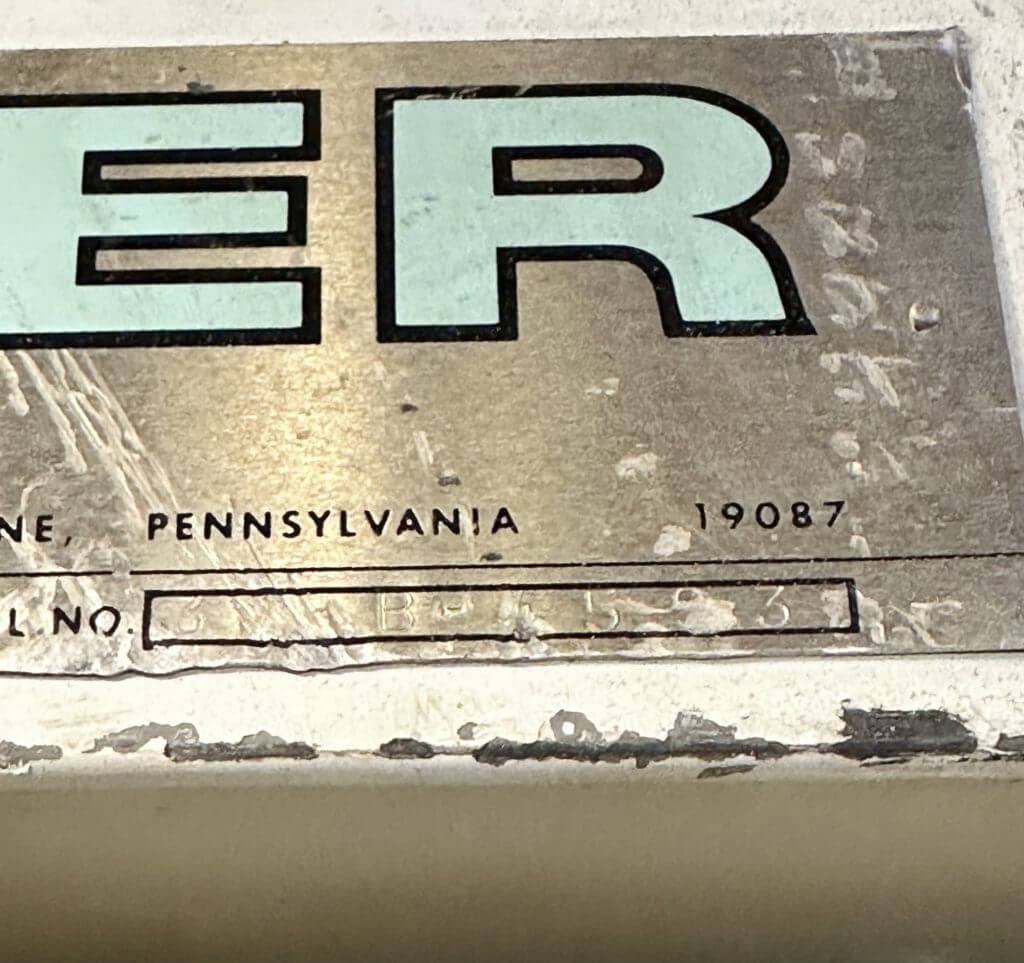 ER
NE, PENNSYLVANIA 19087
L NO.